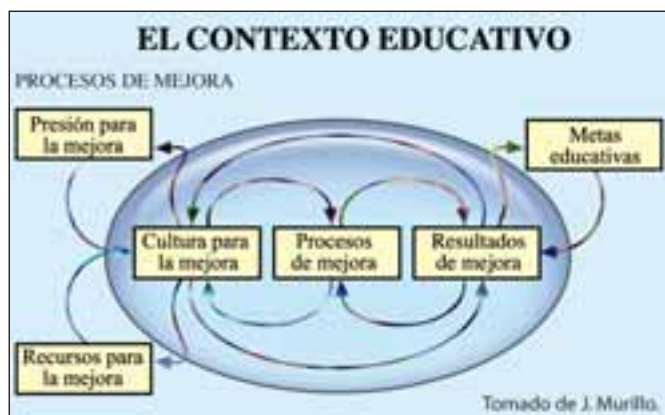 EL CONTEXTO EDUCATIVO
PROCESOS DE MEJORA
Presión para
la mejora
Metas
educativas
Cultura para
la mejora
Procesos
de mejora
Resultados
de mejora
Recursos para
la mejora
Tomado de J. Murillo.